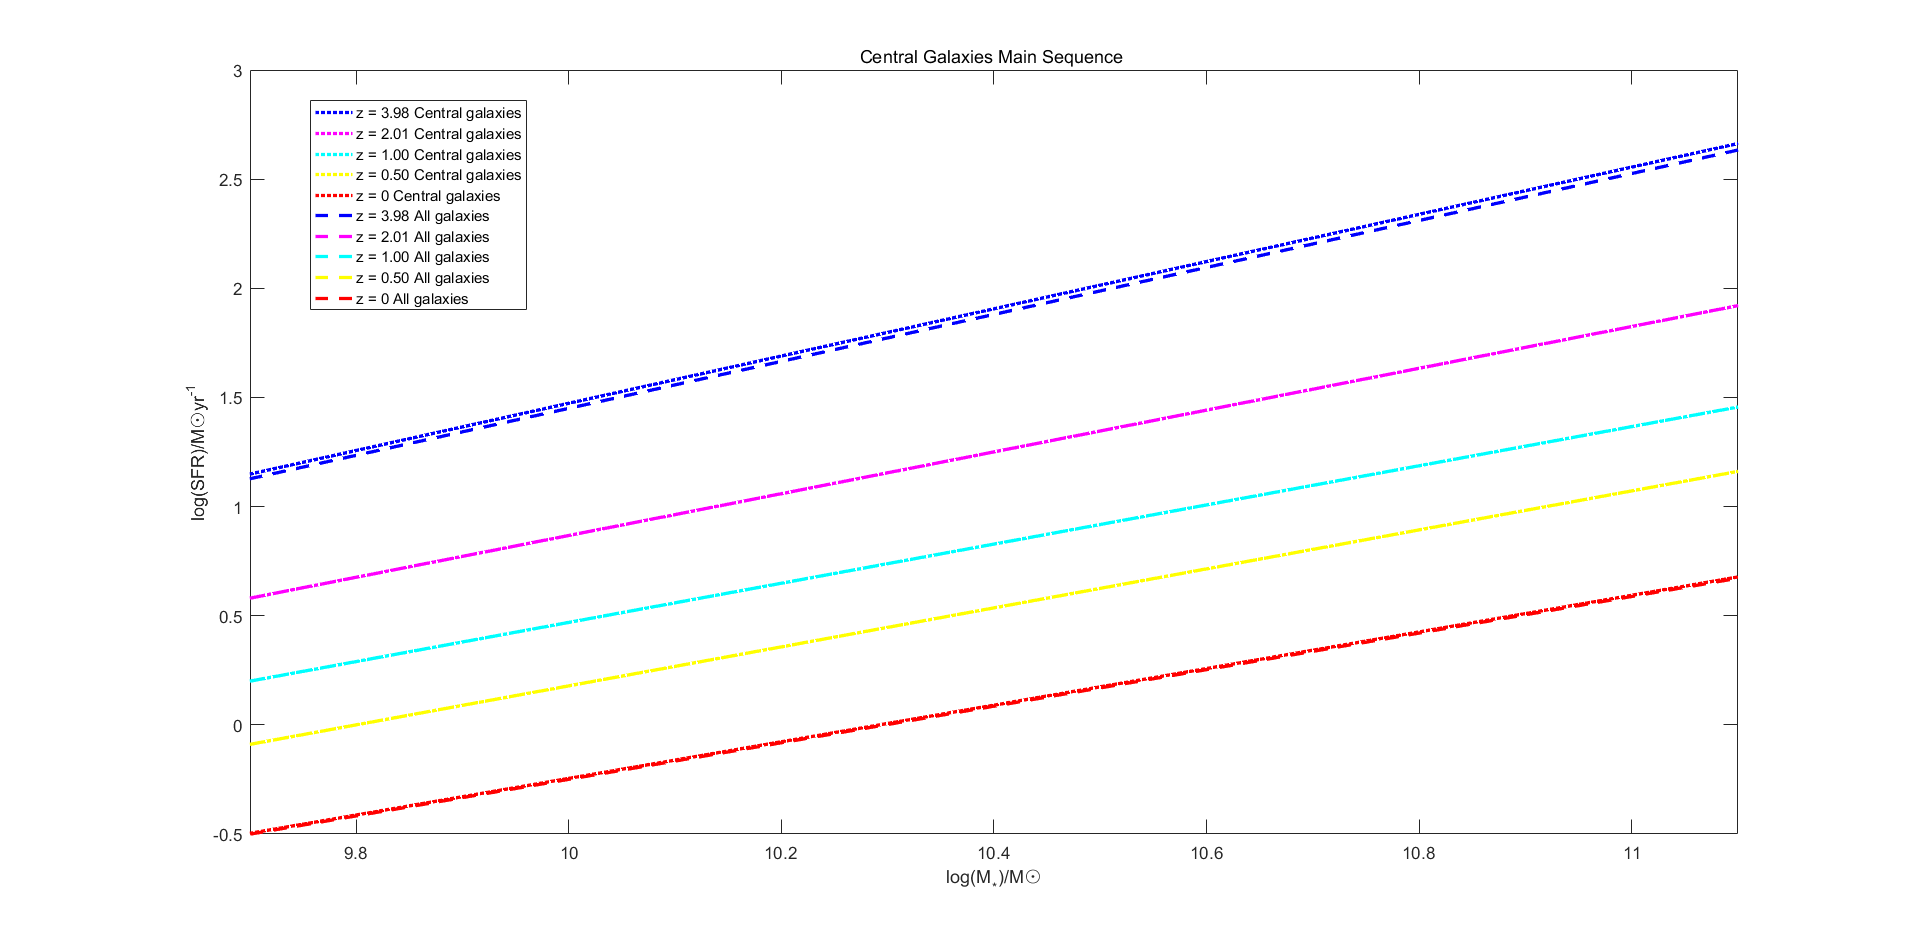 Central Galaxies Main Sequence
3
2.5
2
1.5
1
0.5
0
-0.5
log(SFR)/M☉yr⁻¹
z = 3.98 Central galaxies
z = 2.01 Central galaxies
z = 1.00 Central galaxies
z = 0.50 Central galaxies
z = 0 Central galaxies
z = 3.98 All galaxies
z = 2.01 All galaxies
z = 1.00 All galaxies
z = 0.50 All galaxies
z = 0 All galaxies
9.8 10 10.2 10.4 10.6 10.8 11
log(M⋆)/M☉